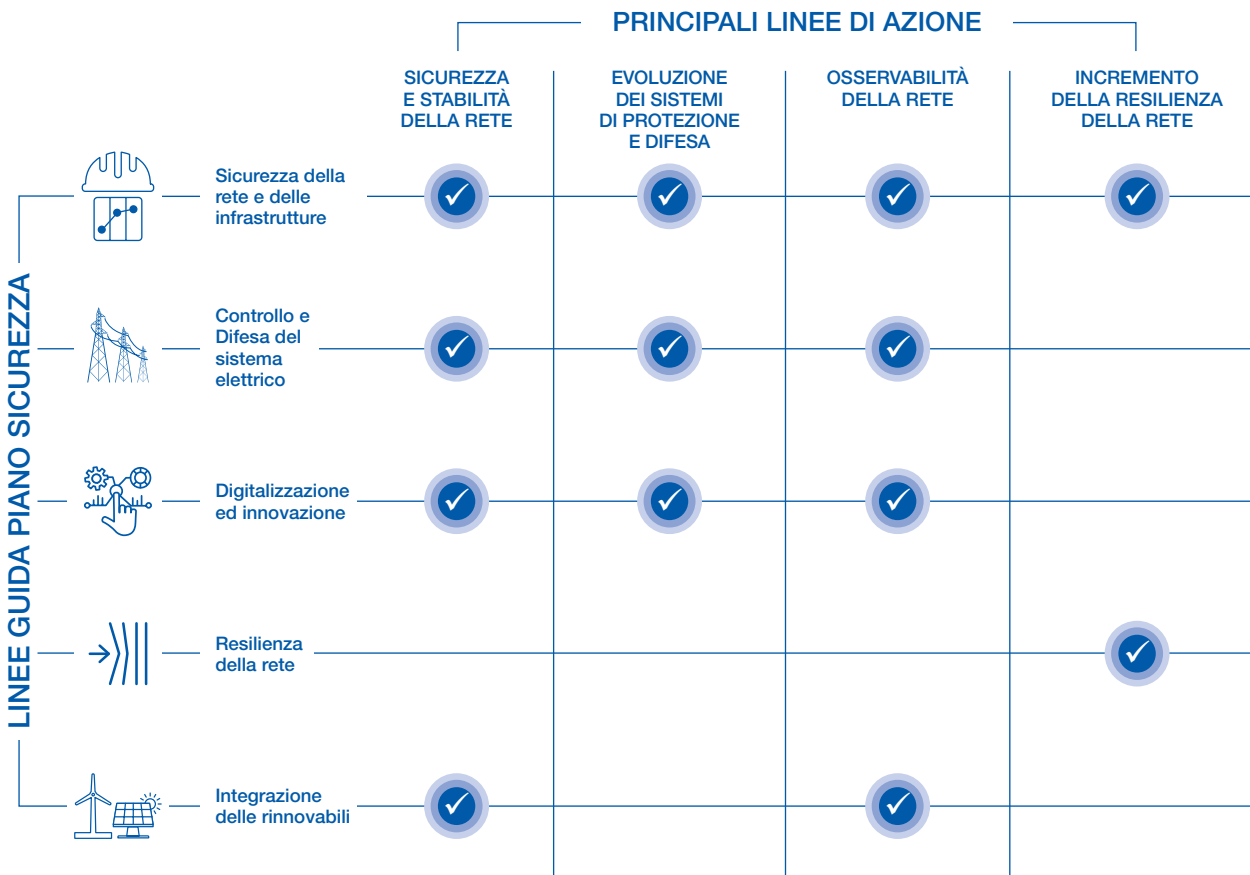 PRINCIPALI LINEE DI AZIONE
SICUREZZA
E STABILITÀ
DELLA RETE
EVOLUZIONE
DEI SISTEMI
DI PROTEZIONE
E DIFESA
OSSERVABILITÀ
DELLA RETE
INCREMENTO
DELLA RESILIENZA
DELLA RETE
LINEE GUIDA PIANO SICUREZZA
Sicurezza della
rete e delle
infrastrutture
Controllo e
Difesa del
sistema
elettrico
Digitalizzazione
ed innovazione
Resilienza
della rete
Integrazione
delle rinnovabili